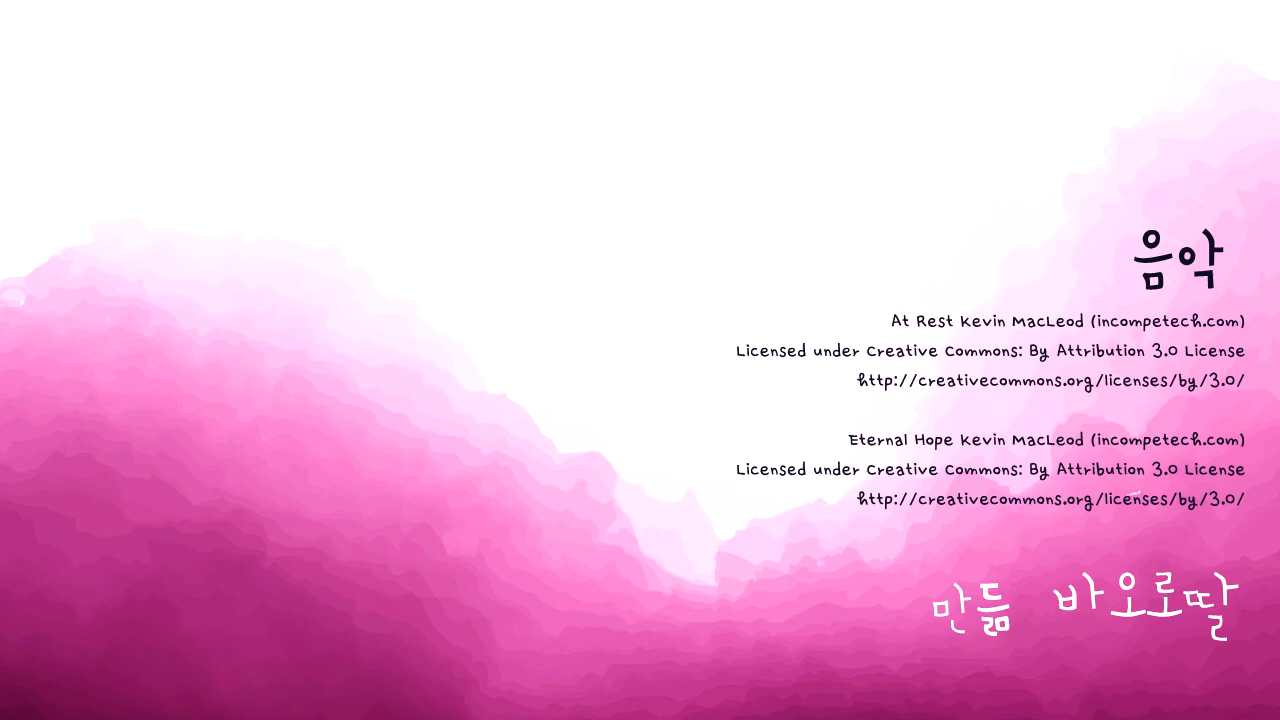 음악
At Rest Kevin MacLeod (incompetech.com)
Licensed under Creative Commons: By Attribution 3.0 License
http://creativecommons.org/licenses/by/3.0/
Eternal Hope Kevin MacLeod (incompetech.com)
Licensed under Creative Commons: By Attribution 3.0 License
http://creativecommons.org/licenses/by/3.0/
만듦 바오로딸